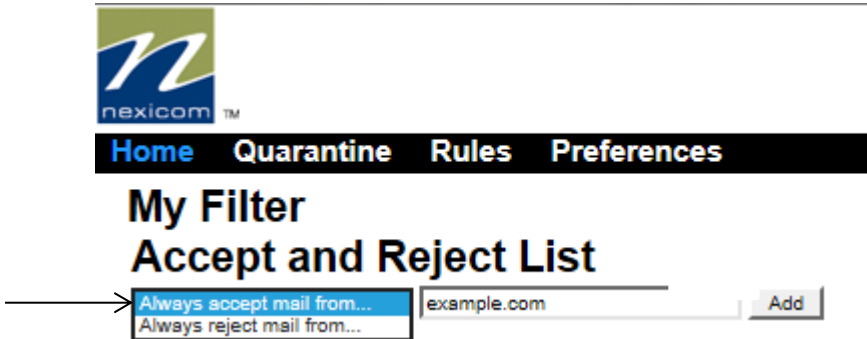 n
nexicom TM
Home Quarantine Rules Preferences
My Filter
Accept and Reject List
Always accept mail from... example.com Add
Always reject mail from...